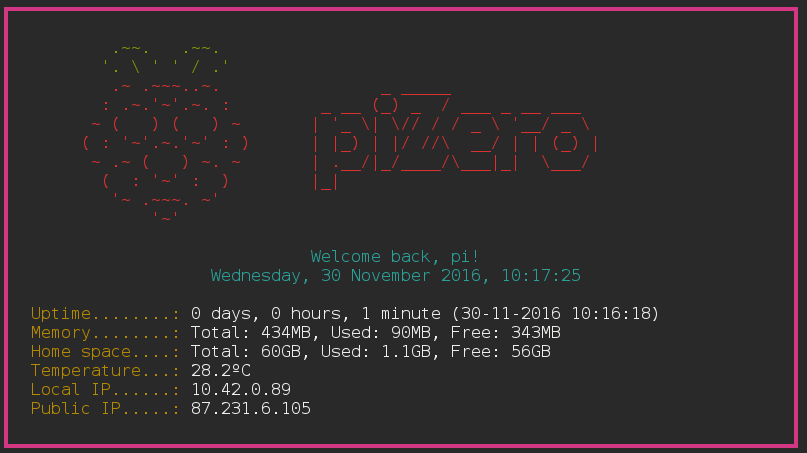 piZero
Welcome back, pi!
Wednesday, 30 November 2016, 10:17:25
Uptime........: 0 days, 0 hours, 1 minute (30-11-2016 10:16:18)
Memory........: Total: 434MB, Used: 90MB, Free: 343MB
Home space....: Total: 60GB, Used: 1.1GB, Free: 56GB
Temperature...: 28.2ºC
Local IP......: 10.42.0.89
Public IP.....: 87.231.6.105